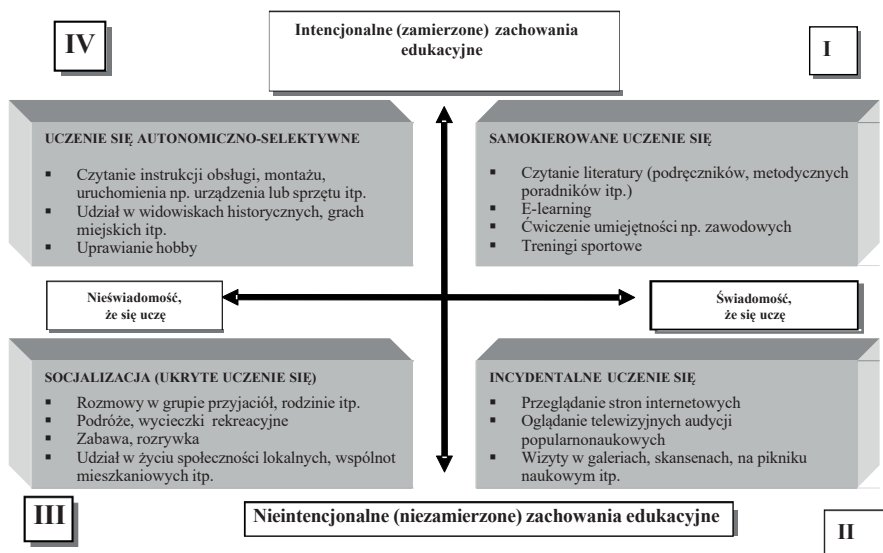 IV
Intencjonalne (zamierzone) zachowania
edukacyjne
I
UCZENIE SIĘ AUTONOMICZNO-SELEKTYWNE
▪ Czytanie instrukcji obsługi, montażu,
uruchomienia np. urządzenia lub sprzętu itp.
▪ Udział w widowiskach historycznych, grach
miejskich itp.
▪ Uprawianie hobby
SAMOKIEROWANE UCZENIE SIĘ
▪ Czytanie literatury (podręczników, metodycznych
poradników itp.)
▪ E-learning
▪ Ćwiczenie umiejętności np. zawodowych
▪ Treningi sportowe
Nieświadomość,
że się uczę
Świadomość,
że się uczę
SOCJALIZACJA (UKRYTE UCZENIE SIĘ)
▪ Rozmowy w grupie przyjaciół, rodzinie itp.
▪ Podróże, wycieczki rekreacyjne
▪ Zabawa, rozrywka
▪ Udział w życiu społeczności lokalnych, wspólnot
mieszkaniowych itp.
INCYDENTALNE UCZENIE SIĘ
▪ Przeglądanie stron internetowych
▪ Oglądanie telewizyjnych audycji
popularnonaukowych
▪ Wizyty w galeriach, skansenach, na pikniku
naukowym itp.
III
Nieintencjonalne (niezamierzone) zachowania edukacyjne
II